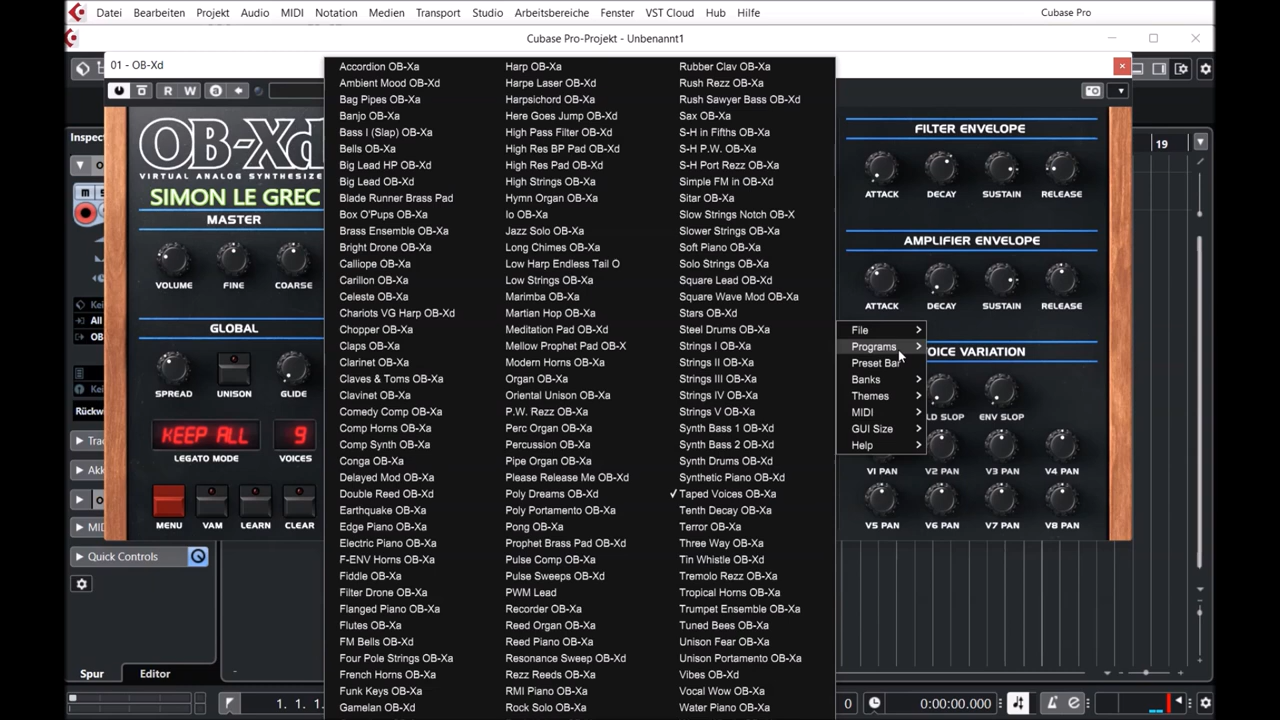 Datei Bearbeiten Projekt Audio MIDI Notation Medien Transport Studio Arbeitsbereiche Fenster VST Cloud Hub Hilfe Cubase Pro
Cubase Pro-Projekt - Unbenannt1
01 - OB-Xd
R W
Inspect
19
OB-Xd
VIRTUAL ANALOG SYNTHESIZE
SIMON LE GREC
MASTER
VOLUME FINE COARSE
GLOBAL
SPREAD UNISON GLIDE
KEEP ALL 9
LEGATO MODE VOICES
MENU VAM LEARN CLEAR
m s
All
OB
Rückw
Quick Controls
Spur Editor
Accordion OB-Xa
Ambient Mood OB-Xd
Bag Pipes OB-Xa
Banjo OB-Xa
Bass I (Slap) OB-Xa
Bells OB-Xa
Big Lead HP OB-Xd
Big Lead OB-Xd
Blade Runner Brass Pad
Box O'Pups OB-Xa
Brass Ensemble OB-Xa
Bright Drone OB-Xa
Calliope OB-Xa
Carillon OB-Xa
Celeste OB-Xa
Chariots VG Harp OB-Xd
Chopper OB-Xa
Claps OB-Xa
Clarinet OB-Xa
Claves & Toms OB-Xa
Clavinet OB-Xa
Comedy Comp OB-Xa
Comp Horns OB-Xa
Comp Synth OB-Xa
Conga OB-Xa
Delayed Mod OB-Xa
Double Reed OB-Xd
Earthquake OB-Xa
Edge Piano OB-Xa
Electric Piano OB-Xa
F-ENV Horns OB-Xa
Fiddle OB-Xa
Filter Drone OB-Xa
Flanged Piano OB-Xa
Flutes OB-Xa
FM Bells OB-Xd
Four Pole Strings OB-Xa
French Horns OB-Xa
Funk Keys OB-Xa
Gamelan OB-Xd
Harp OB-Xa
Harpe Laser OB-Xd
Harpsichord OB-Xa
Here Goes Jump OB-Xd
High Pass Filter OB-Xd
High Res BP Pad OB-Xd
High Res Pad OB-Xd
High Strings OB-Xa
Hymn Organ OB-Xa
Io OB-Xa
Jazz Solo OB-Xa
Long Chimes OB-Xa
Low Harp Endless Tail O
Low Strings OB-Xa
Marimba OB-Xa
Martian Hop OB-Xa
Meditation Pad OB-Xd
Mellow Prophet Pad OB-X
Modern Horns OB-Xa
Organ OB-Xa
Oriental Unison OB-Xa
P.W. Rezz OB-Xa
Perc Organ OB-Xa
Percussion OB-Xa
Pipe Organ OB-Xa
Please Release Me OB-Xd
Poly Dreams OB-Xd
Poly Portamento OB-Xa
Pong OB-Xa
Prophet Brass Pad OB-Xd
Pulse Comp OB-Xa
Pulse Sweeps OB-Xd
PWM Lead
Recorder OB-Xa
Reed Organ OB-Xa
Reed Piano OB-Xa
Resonance Sweep OB-Xd
Rezz Reeds OB-Xa
RMI Piano OB-Xa
Rock Solo OB-Xa
Rubber Clav OB-Xa
Rush Rezz OB-Xa
Rush Sawyer Bass OB-Xd
Sax OB-Xa
S-H in Fifths OB-Xa
S-H P.W. OB-Xa
S-H Port Rezz OB-Xa
Simple FM in OB-Xd
Sitar OB-Xa
Slow Strings Notch OB-X
Slower Strings OB-Xa
Soft Piano OB-Xa
Solo Strings OB-Xa
Square Lead OB-Xd
Square Wave Mod OB-Xa
Stars OB-Xd
Steel Drums OB-Xa
Strings I OB-Xa
Strings II OB-Xa
Strings III OB-Xa
Strings IV OB-Xa
Strings V OB-Xa
Synth Bass 1 OB-Xd
Synth Bass 2 OB-Xd
Synth Drums OB-Xa
Synthetic Piano OB-Xd
✓ Taped Voices OB-Xa
Tenth Decay OB-Xa
Terror OB-Xa
Three Way OB-Xa
Tin Whistle OB-Xa
Tremolo Rezz OB-Xa
Tropical Horns OB-Xa
Trumpet Ensemble OB-Xa
Tuned Bees OB-Xa
Unison Fear OB-Xa
Unison Portamento OB-Xa
Vibes OB-Xd
Vocal Wow OB-Xa
Water Piano OB-Xa
File
Programs
Preset Bar
Banks
Themes
MIDI
GUI Size
Help
FILTER ENVELOPE
ATTACK DECAY SUSTAIN RELEASE
AMPLIFIER ENVELOPE
ATTACK DECAY SUSTAIN RELEASE
OICE VARIATION
SLOP ENV SLOP
V1 PAN V2 PAN V3 PAN V4 PAN
V5 PAN V6 PAN V7 PAN V8 PAN
1. 1. 0 0:00:00.000